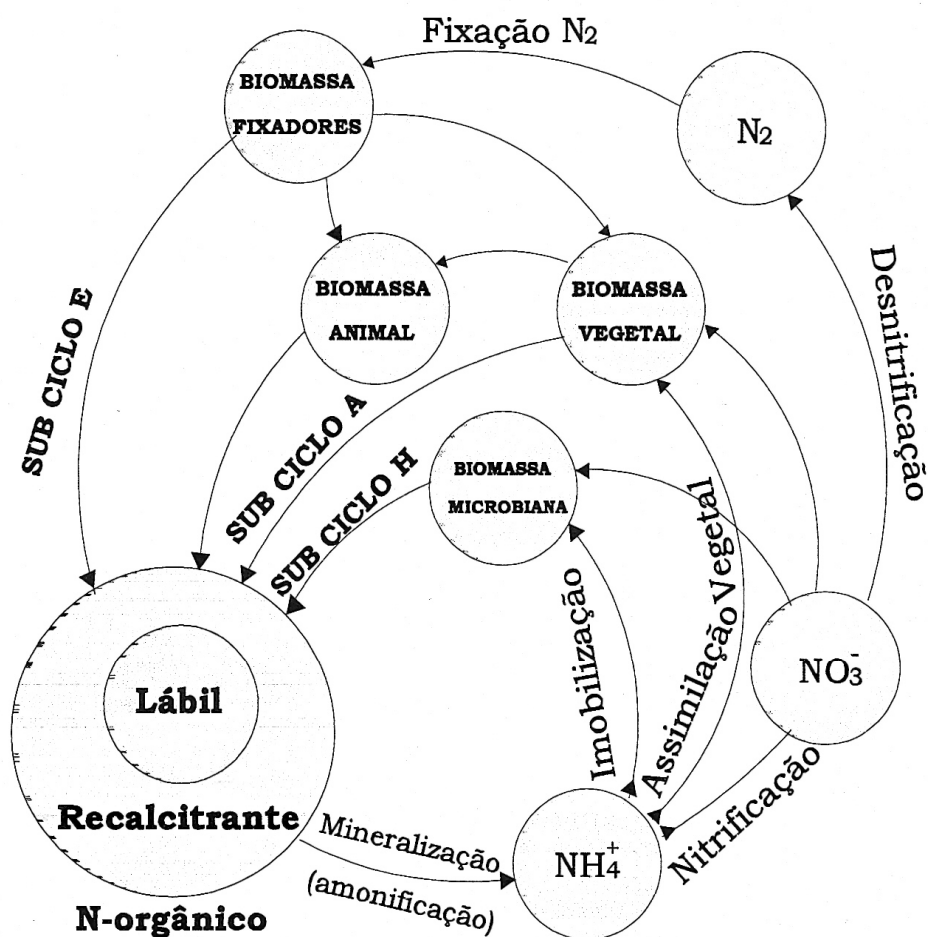 Fixação N2
BIOMASSA
FIXADORES
N2
BIOMASSA
ANIMAL
BIOMASSA
VEGETAL
Desnitrificação
SUB CICLO E
SUB CICLO A
SUB CICLO H
BIOMASSA
MICROBIANA
Imobilização
Assimilação Vegetal
NO3-
Lábil
Recalcitrante
Mineralização
(amonificação)
NH4+
Nitrificação
N-orgânico